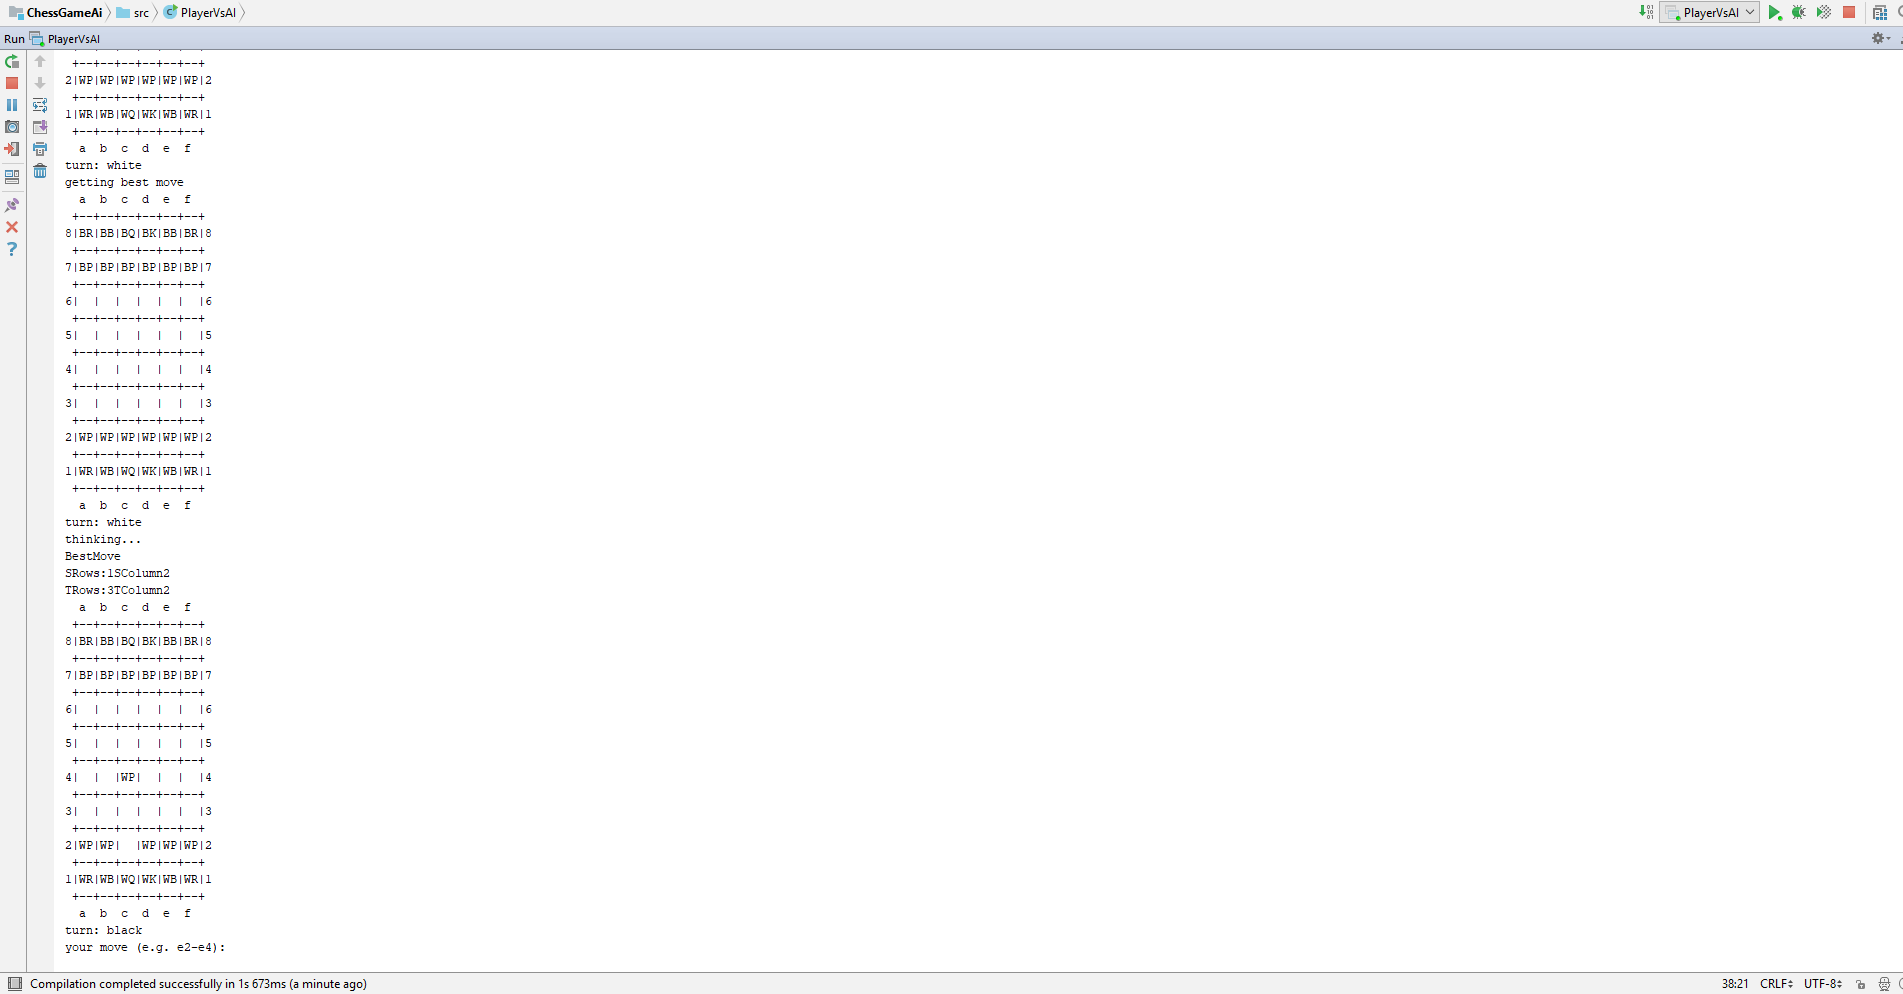 ChessGameAi src PlayerVsAI PlayerVsAI
Run PlayerVsAI
+--+--+--+--+--+--+
2|WP|WP|WP|WP|WP|WP|2
+--+--+--+--+--+--+
1|WR|WB|WQ|WK|WB|WR|1
+--+--+--+--+--+--+
a b c d e f
turn: white
getting best move
a b c d e f
+--+--+--+--+--+--+
8|BR|BB|BQ|BK|BB|BR|8
+--+--+--+--+--+--+
7|BP|BP|BP|BP|BP|BP|7
+--+--+--+--+--+--+
6|  |  |  |  |  |  |6
+--+--+--+--+--+--+
5|  |  |  |  |  |  |5
+--+--+--+--+--+--+
4|  |  |  |  |  |  |4
+--+--+--+--+--+--+
3|  |  |  |  |  |  |3
+--+--+--+--+--+--+
2|WP|WP|WP|WP|WP|WP|2
+--+--+--+--+--+--+
1|WR|WB|WQ|WK|WB|WR|1
+--+--+--+--+--+--+
a b c d e f
turn: white
thinking...
BestMove
SRows:1SColumn2
TRows:3TColumn2
a b c d e f
+--+--+--+--+--+--+
8|BR|BB|BQ|BK|BB|BR|8
+--+--+--+--+--+--+
7|BP|BP|BP|BP|BP|BP|7
+--+--+--+--+--+--+
6|  |  |  |  |  |  |6
+--+--+--+--+--+--+
5|  |  |  |  |  |  |5
+--+--+--+--+--+--+
4|  |  |WP|  |  |  |4
+--+--+--+--+--+--+
3|  |  |  |  |  |  |3
+--+--+--+--+--+--+
2|WP|WP|  |WP|WP|WP|2
+--+--+--+--+--+--+
1|WR|WB|WQ|WK|WB|WR|1
+--+--+--+--+--+--+
a b c d e f
turn: black
your move (e.g. e2-e4):
Compilation completed successfully in 1s 673ms (a minute ago) 38:21 CRLF UTF-8